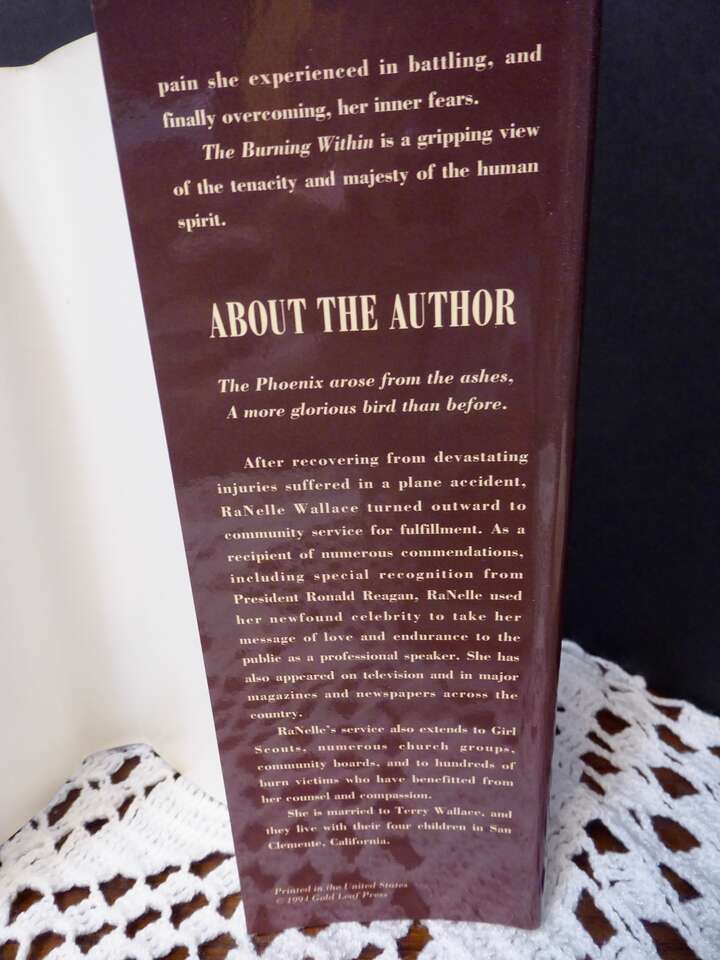 pain she experienced in battling, and
finally overcoming, her inner fears.
The Burning Within is a gripping view
of the tenacity and majesty of the human
spirit.
ABOUT THE AUTHOR
The Phoenix arose from the ashes,
A more glorious bird than before.
After recovering from devastating
injuries suffered in a plane accident,
RaNelle Wallace turned outward to
community service for fulfillment. As a
recipient of numerous commendations,
including special recognition from
President Ronald Reagan, RaNelle used
her newfound celebrity to take her
message of love and endurance to the
public as a professional speaker. She has
also appeared on television and in major
magazines and newspapers across the
country.
RaNelle's service also extends to Girl
Scouts, numerous church groups,
community boards, and to hundreds of
burn victims who have benefitted from
her counsel and compassion.
She is married to Terry Wallace, and
they live with their four children in San
Clemente, California.
Printed in the United States
© 1994 Gold Leaf Press